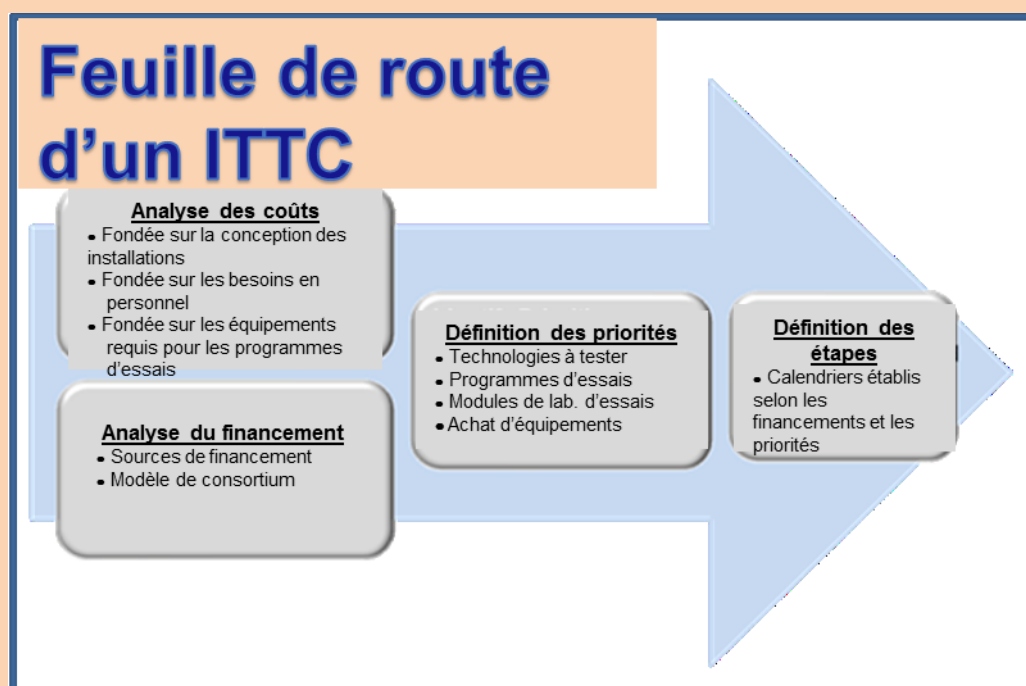 Feuille de route
d’un ITTC
Analyse des coûts
• Fondée sur la conception des
installations
• Fondée sur les besoins en
personnel
• Fondée sur les équipements
requis pour les programmes
d’essais
Analyse du financement
• Sources de financement
• Modèle de consortium
Définition des priorités
• Technologies à tester
• Programmes d’essais
• Modules de lab. d’essais
• Achat d’équipements
Définition des
étapes
• Calendriers établis
selon les
financements et les
priorités